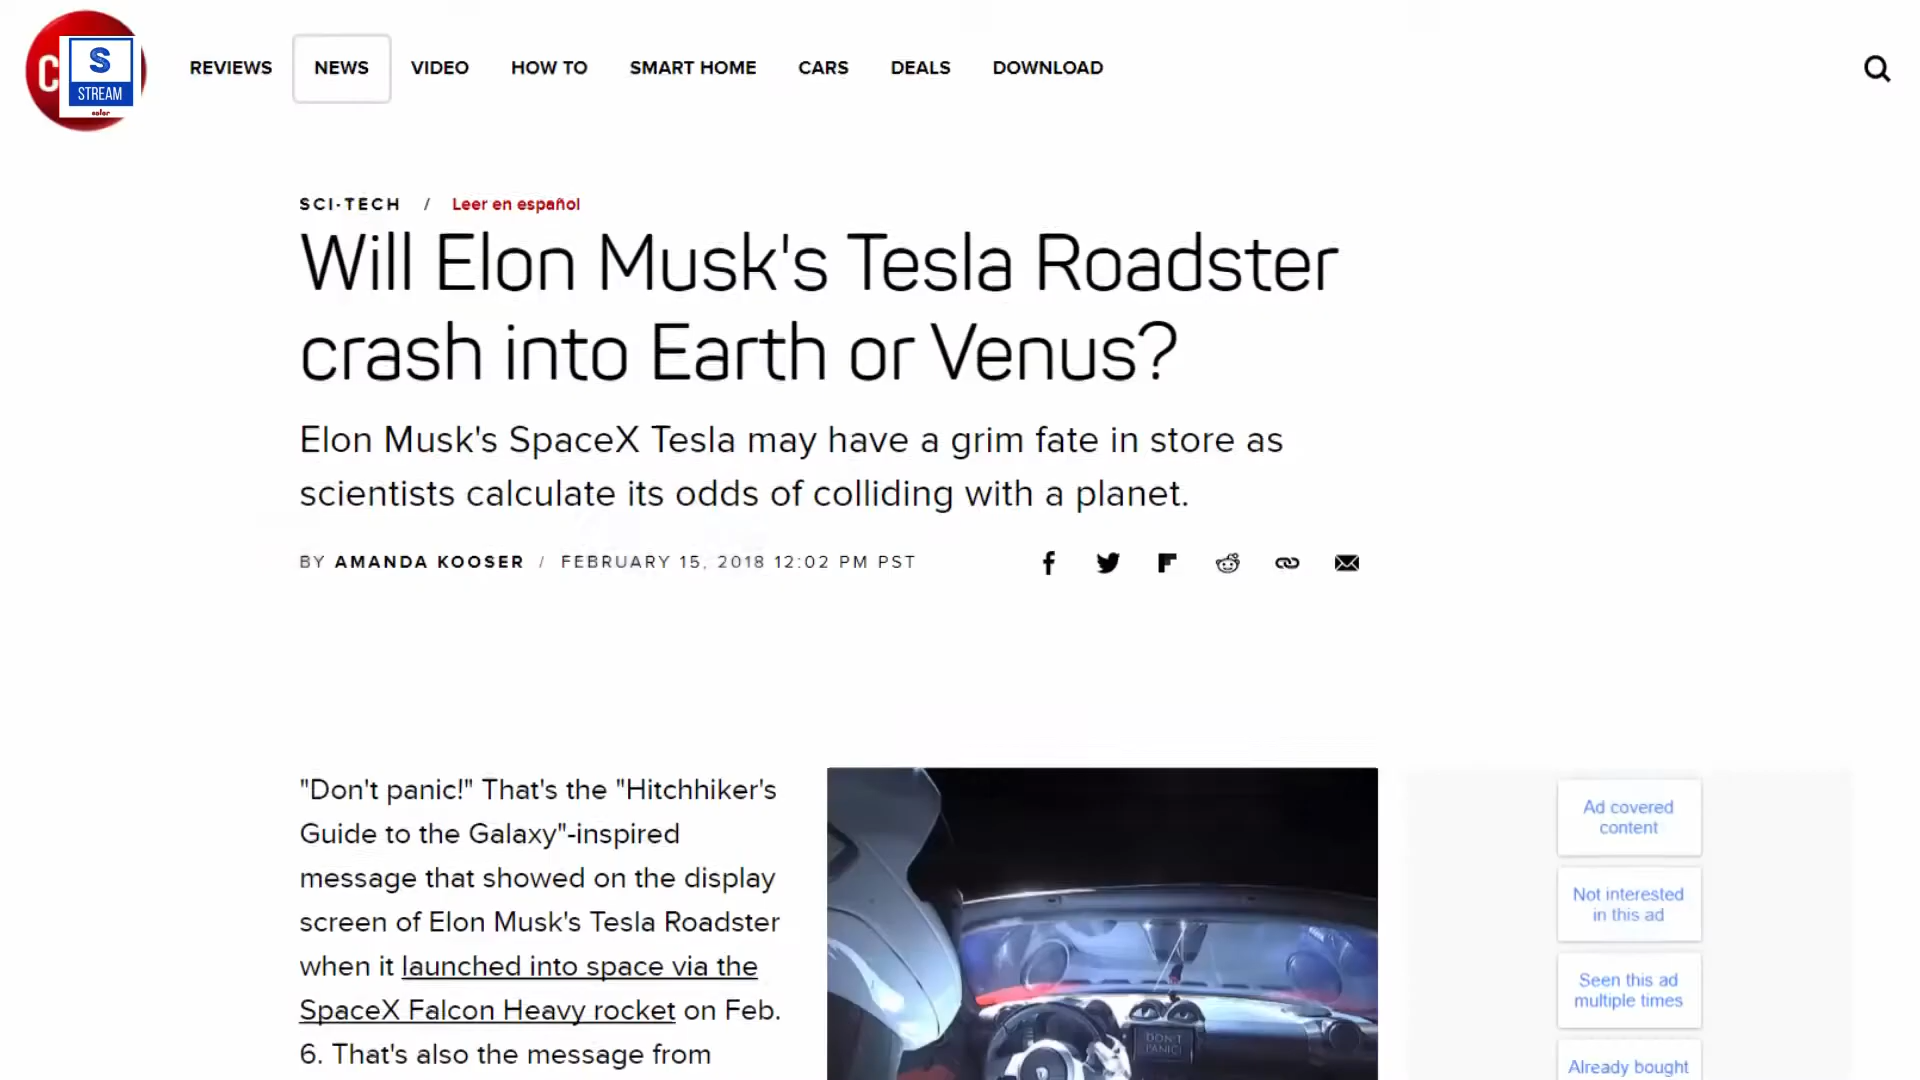 C
S
STREAM
solar
REVIEWS NEWS VIDEO HOW TO SMART HOME CARS DEALS DOWNLOAD
SCI-TECH / Leer en español
Will Elon Musk's Tesla Roadster
crash into Earth or Venus?
Elon Musk's SpaceX Tesla may have a grim fate in store as
scientists calculate its odds of colliding with a planet.
BY AMANDA KOOSER / FEBRUARY 15, 2018 12:02 PM PST
"Don't panic!" That's the "Hitchhiker's
Guide to the Galaxy"-inspired
message that showed on the display
screen of Elon Musk's Tesla Roadster
when it launched into space via the
SpaceX Falcon Heavy rocket on Feb.
6. That's also the message from
DON'T
PANIC!
Ad covered
content
Not interested
in this ad
Seen this ad
multiple times
Already bought